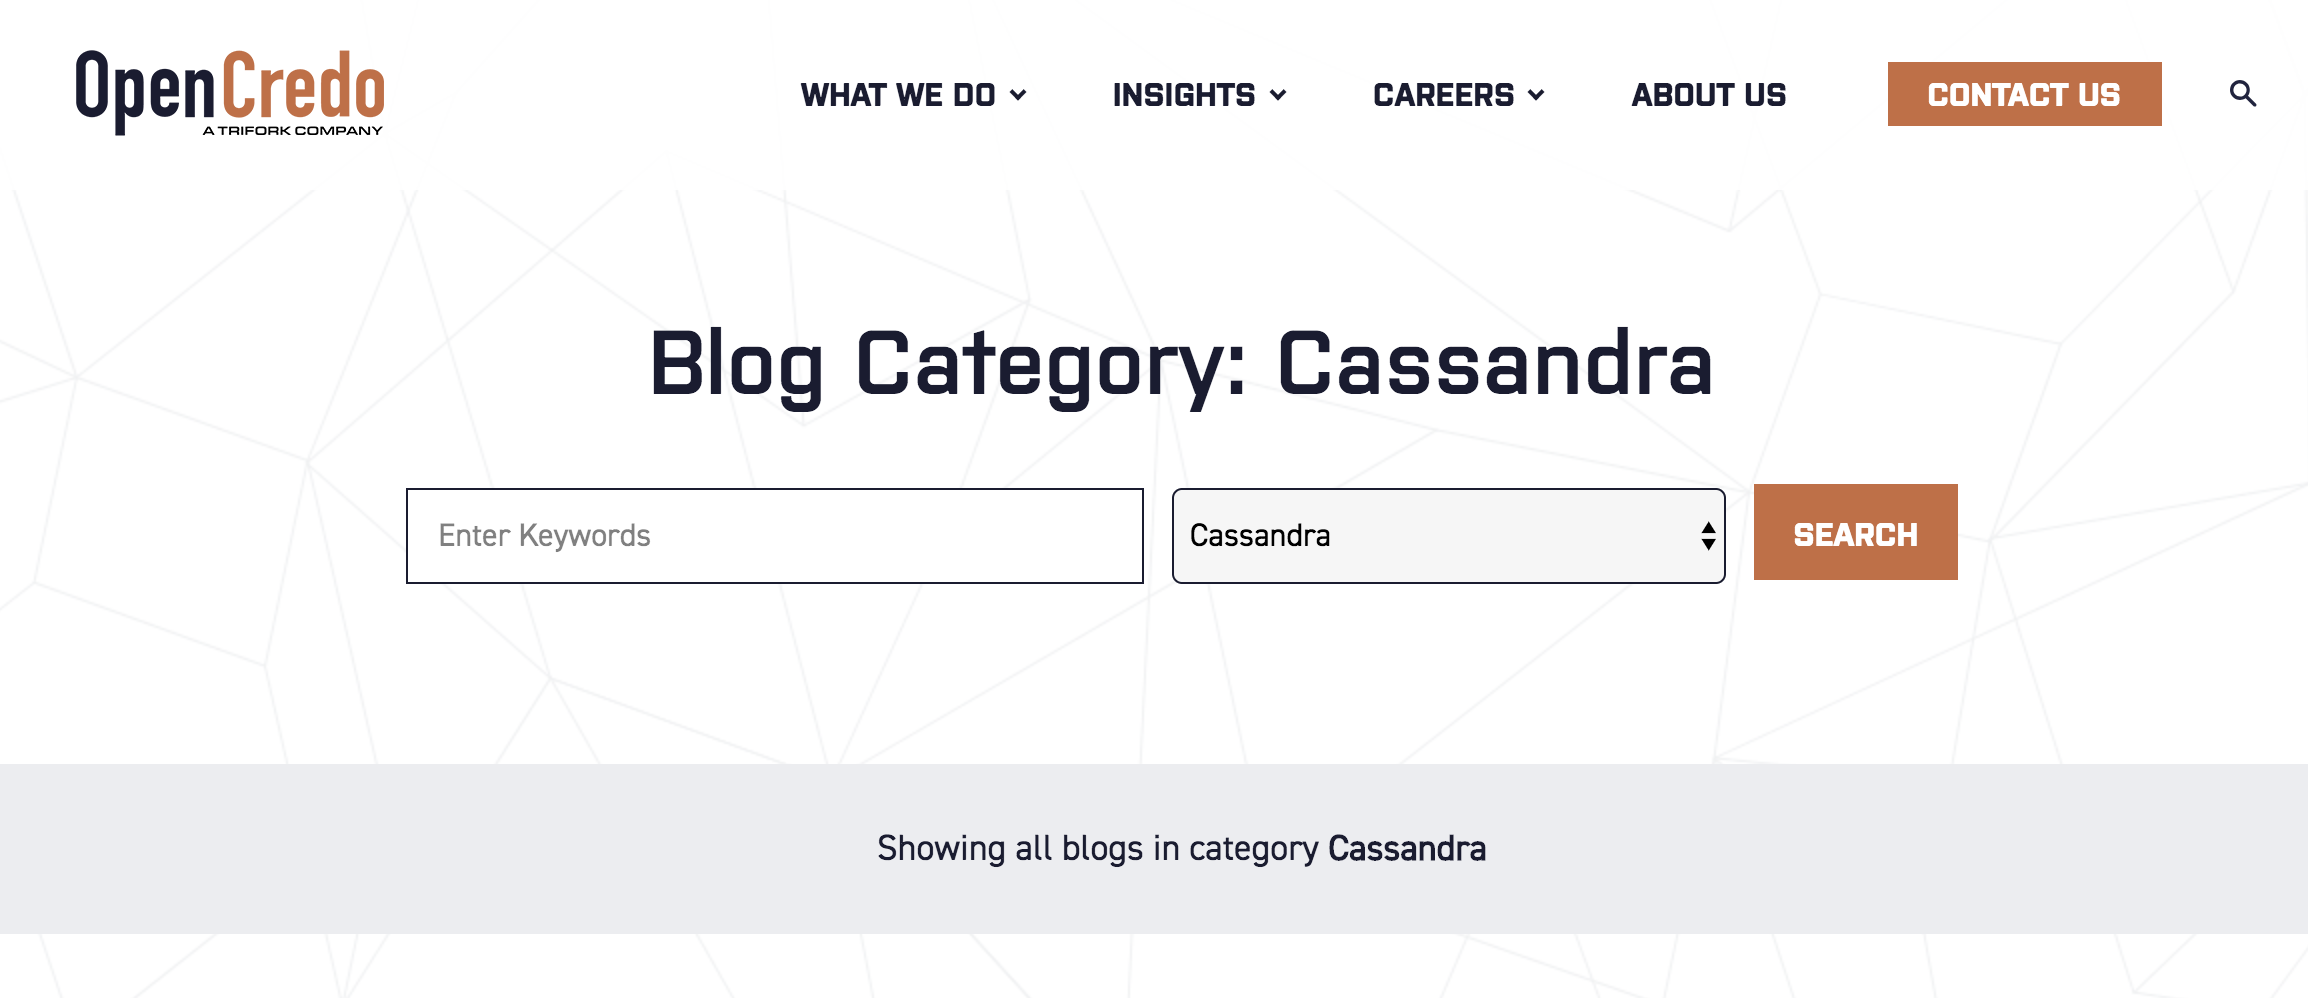 OpenCredo
A TRIFORK COMPANY
WHAT WE DO
INSIGHTS
CAREERS
ABOUT US
CONTACT US
Blog Category: Cassandra
Enter Keywords
Cassandra
SEARCH
Showing all blogs in category Cassandra